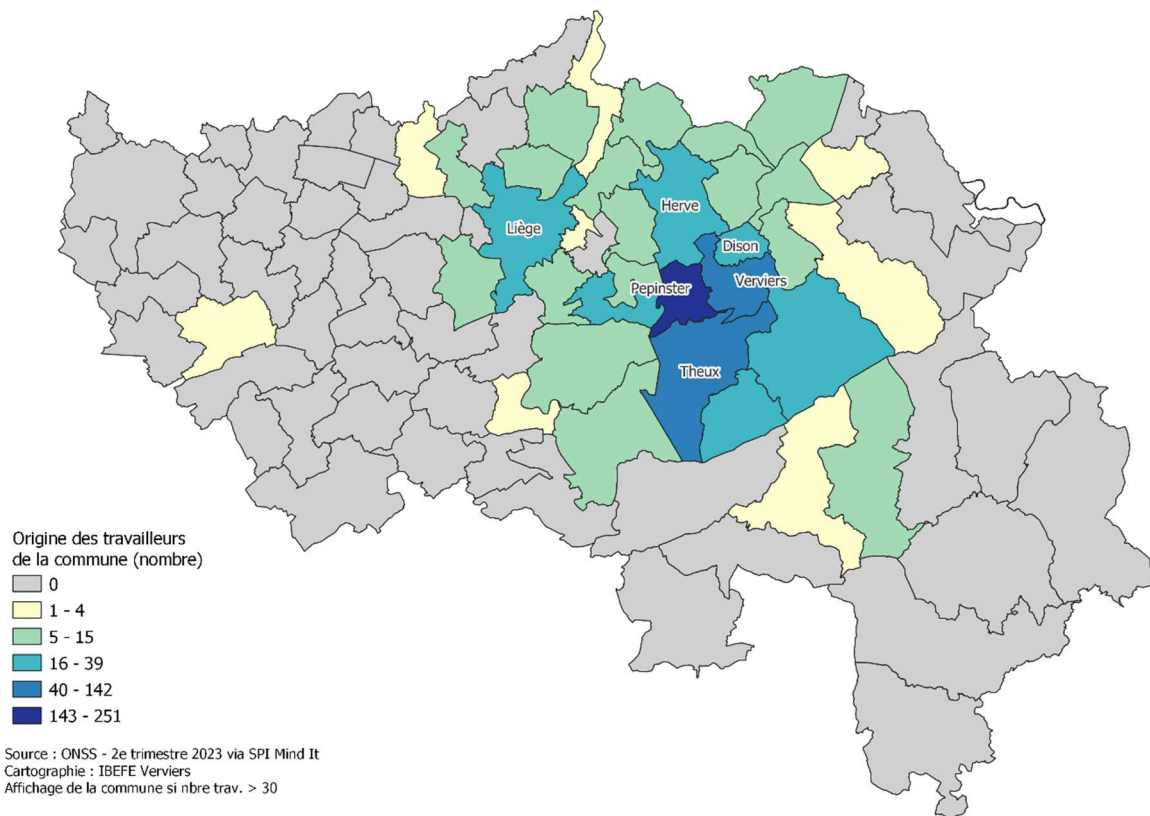 Herve
Liège
Dison
Verviers
Pepinster
Theux
Origine des travailleurs
de la commune (nombre)
0
1 - 4
5 - 15
16 - 39
40 - 142
143 - 251
Source : ONSS - 2e trimestre 2023 via SPI Mind It
Cartographie : IBEFE Verviers
Affichage de la commune si nbre trav. > 30